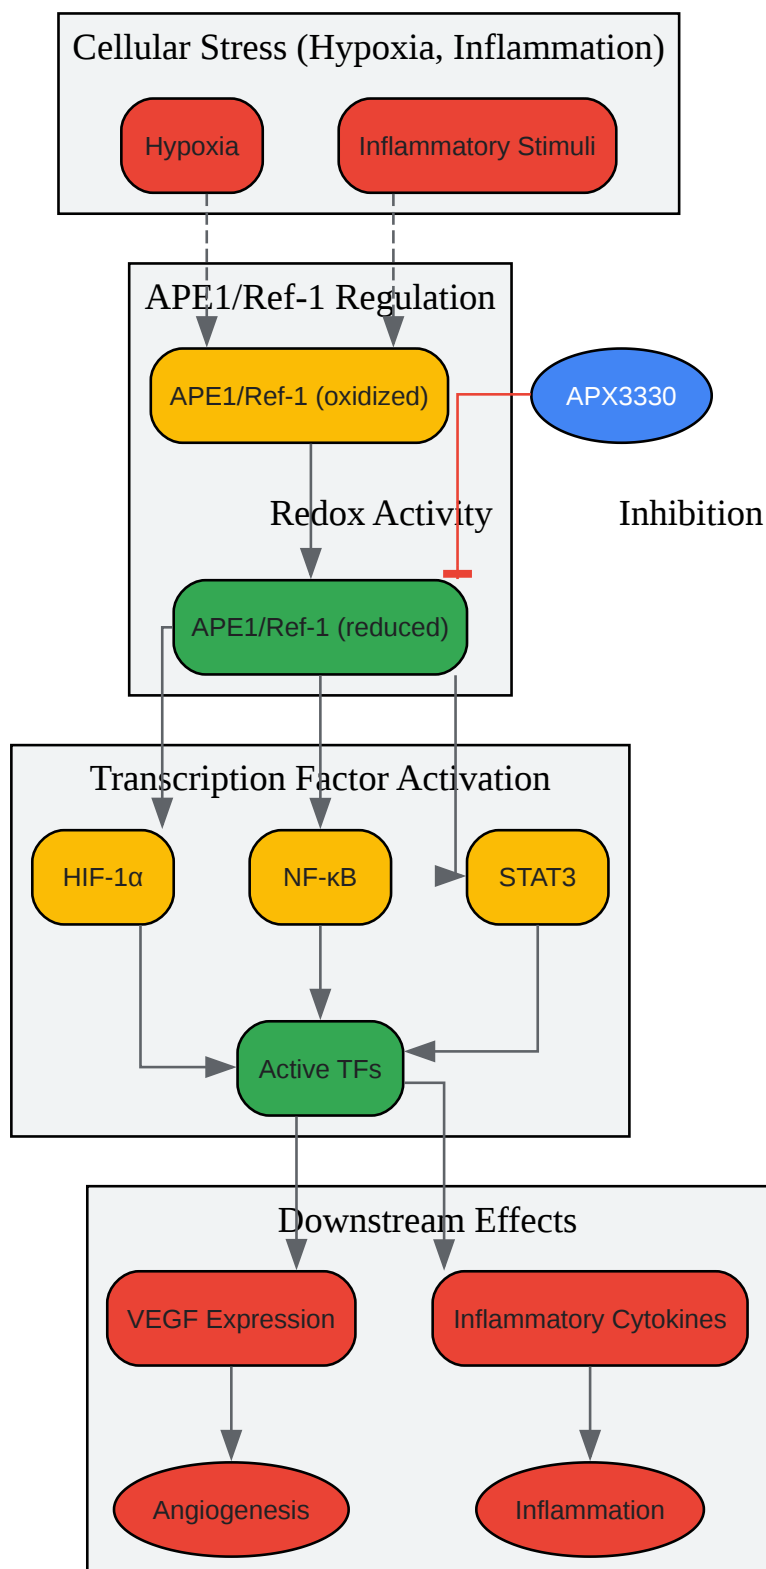 Cellular Stress (Hypoxia, Inflammation)
Hypoxia
Inflammatory Stimuli
APE1/Ref-1 Regulation
APE1/Ref-1 (oxidized)
APX3330
Redox Activity
Inhibition
APE1/Ref-1 (reduced)
Transcription Factor Activation
HIF-1α
NF-κB
STAT3
Active TFs
Downstream Effects
VEGF Expression
Inflammatory Cytokines
Angiogenesis
Inflammation